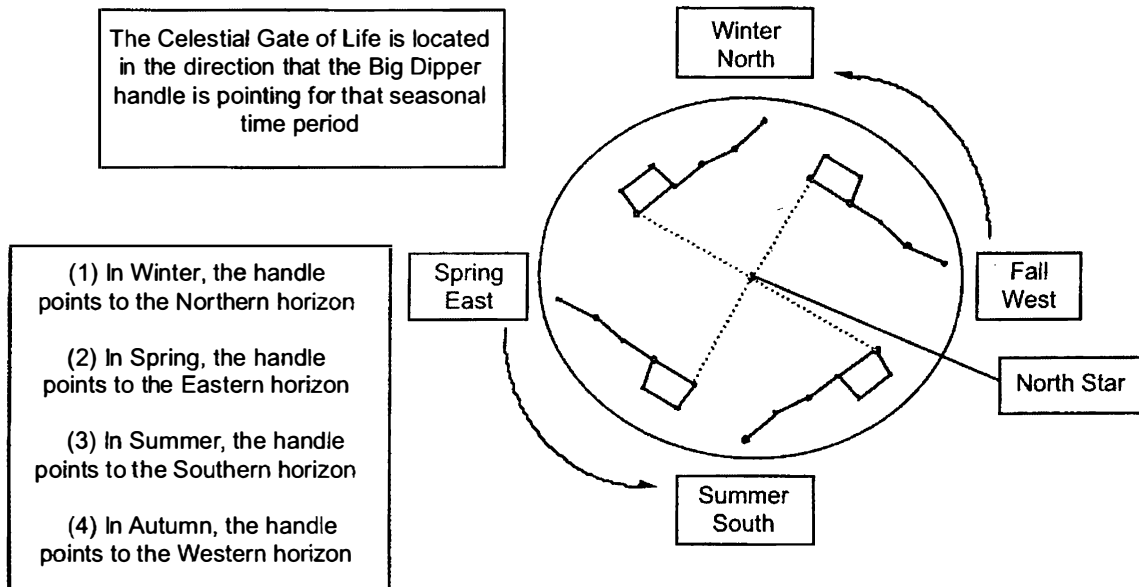 The Celestial Gate of Life is located
in the direction that the Big Dipper
handle is pointing for that seasonal
time period
Winter
North
(1) In Winter, the handle
points to the Northern horizon
(2) In Spring, the handle
points to the Eastern horizon
(3) In Summer, the handle
points to the Southern horizon
(4) In Autumn, the handle
points to the Western horizon
Spring
East
Fall
West
North Star
Summer
South